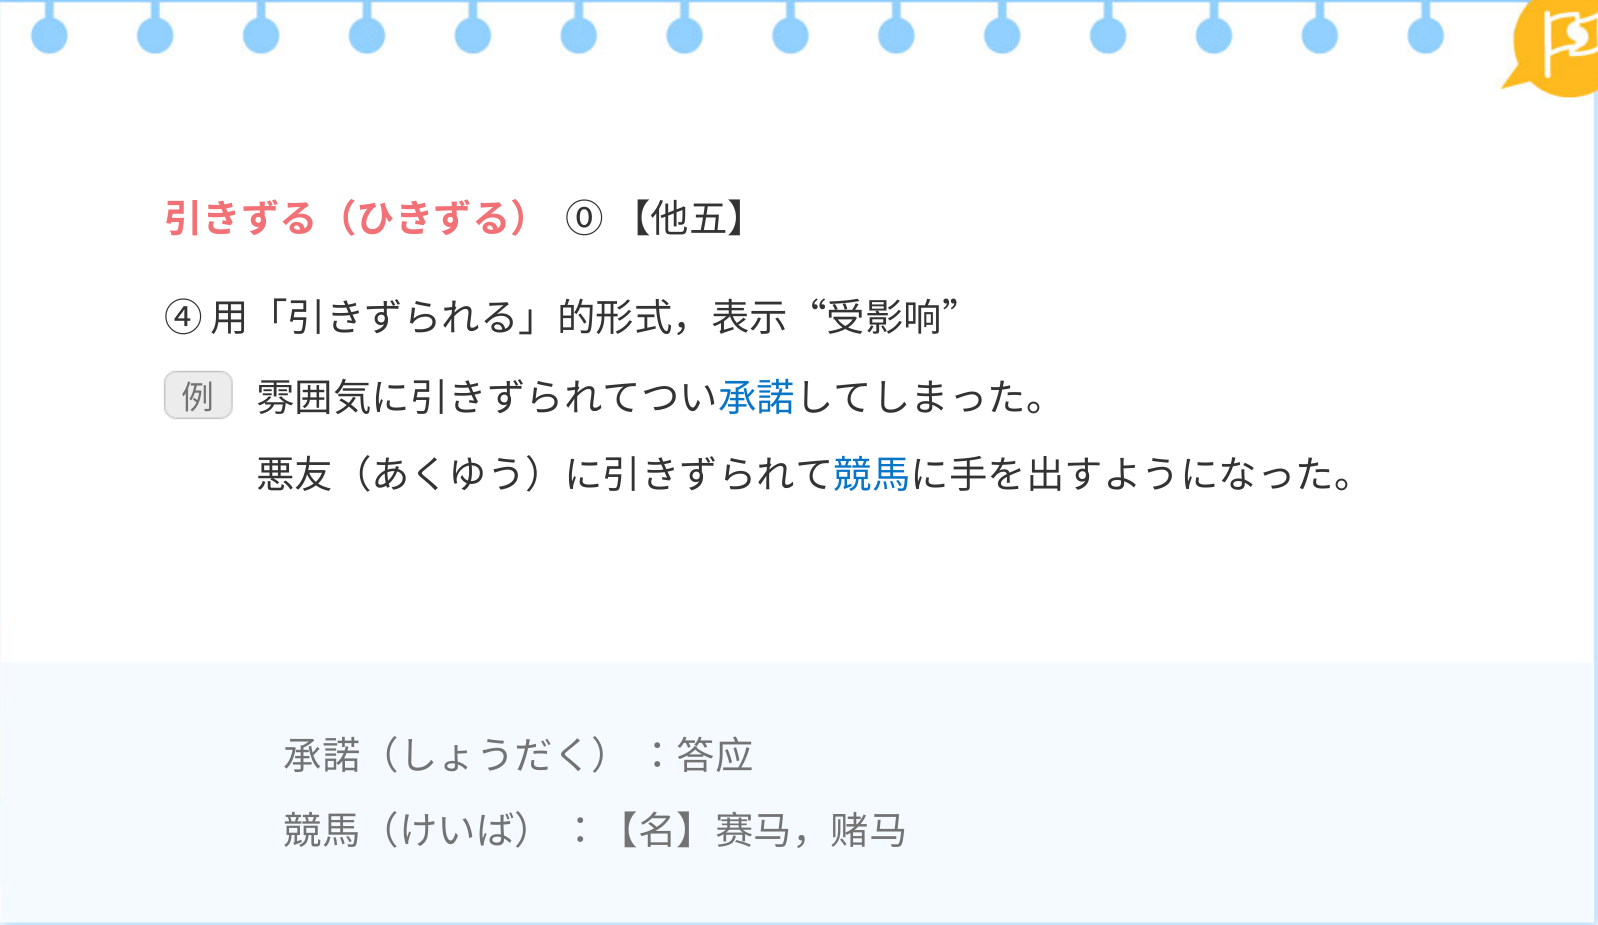 引きずる（ひきずる） ⓪ 【他五】
④ 用「引きずられる」的形式，表示“受影响”
例 雰囲気に引きずられてつい承諾してしまった。
悪友（あくゆう）に引きずられて競馬に手を出すようになった。
承諾（しょうだく） ：答应
競馬（けいば） ：【名】赛马，赌马